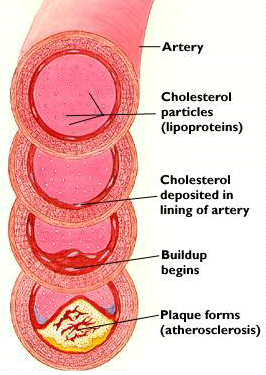 Artery
Cholesterol
particles
(lipoproteins)
Cholesterol
deposited in
lining of artery
Buildup
begins
Plaque forms
(atherosclerosis)